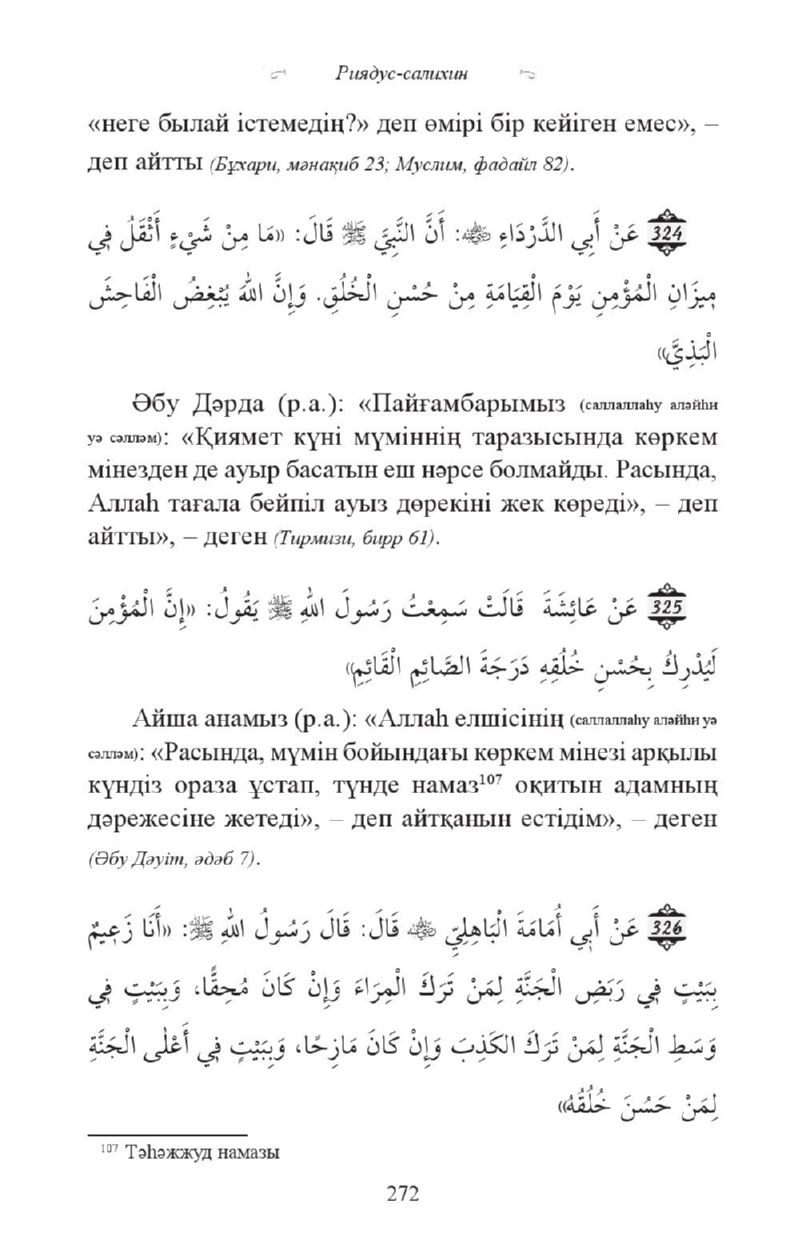 Риядус-салихин
«неге былай істемедің?» деп өмірі бір кейіген емес», –
деп айтты (Бұхари, мәнақиб 23; Муслим, фадайл 82).
324 عَنْ أَبِي الدَّرْدَاءِ ﷺ: أَنَّ النَّبِيَّ ﷺ قَالَ: «مَا مِنْ شَيْءٍ أَثْقَلُ فِي
مِيزَانِ الْمُؤْمِنِ يَوْمَ الْقِيَامَةِ مِنْ حُسْنِ الْخُلُقِ. وَإِنَّ اللهَ يُبْغِضُ الْفَاحِشَ
الْبَذِيَّ»
Әбу Дәрда (р.а.): «Пайғамбарымыз (саллаллаһу аләйһи
уә сәлләм): «Қиямет күні мүміннің таразысында көркем
мінезден де ауыр басатын еш нәрсе болмайды. Расында,
Аллаһ тағала бейпіл ауыз дөрекіні жек көреді», – деп
айтты», – деген (Тирмизи, бирр 61).
325 عَنْ عَائِشَةَ قَالَتْ سَمِعْتُ رَسُولَ اللهِ ﷺ يَقُولُ: «إِنَّ الْمُؤْمِنَ
لَيُدْرِكُ بِحُسْنِ خُلُقِهِ دَرَجَةَ الصَّائِمِ الْقَائِمِ»
Айша анамыз (р.а.): «Аллаһ елшісінің (саллаллаһу аләйһи уә
сәлләм): «Расында, мүмін бойындағы көркем мінезі арқылы
күндіз ораза ұстап, түнде намаз¹⁰⁷ оқитын адамның
дәрежесіне жетеді», – деп айтқанын естідім», – деген
(Әбу Дәуіт, әдәб 7).
326 عَنْ أَبِي أُمَامَةَ الْبَاهِلِيِّ قَالَ: قَالَ رَسُولُ اللهِ ﷺ: «أَنَا زَعِيمٌ
بِبَيْتٍ فِي رَبَضِ الْجَنَّةِ لِمَنْ تَرَكَ الْمِرَاءَ وَإِنْ كَانَ مُحِقًّا، وَبِبَيْتٍ فِي
وَسَطِ الْجَنَّةِ لِمَنْ تَرَكَ الكَذِبَ وَإِنْ كَانَ مَازِحًا، وَبِبَيْتٍ فِي أَعْلَى الْجَنَّةِ
لِمَنْ حَسُنَ خُلُقُهُ»
¹⁰⁷ Тәһәжжуд намазы
272